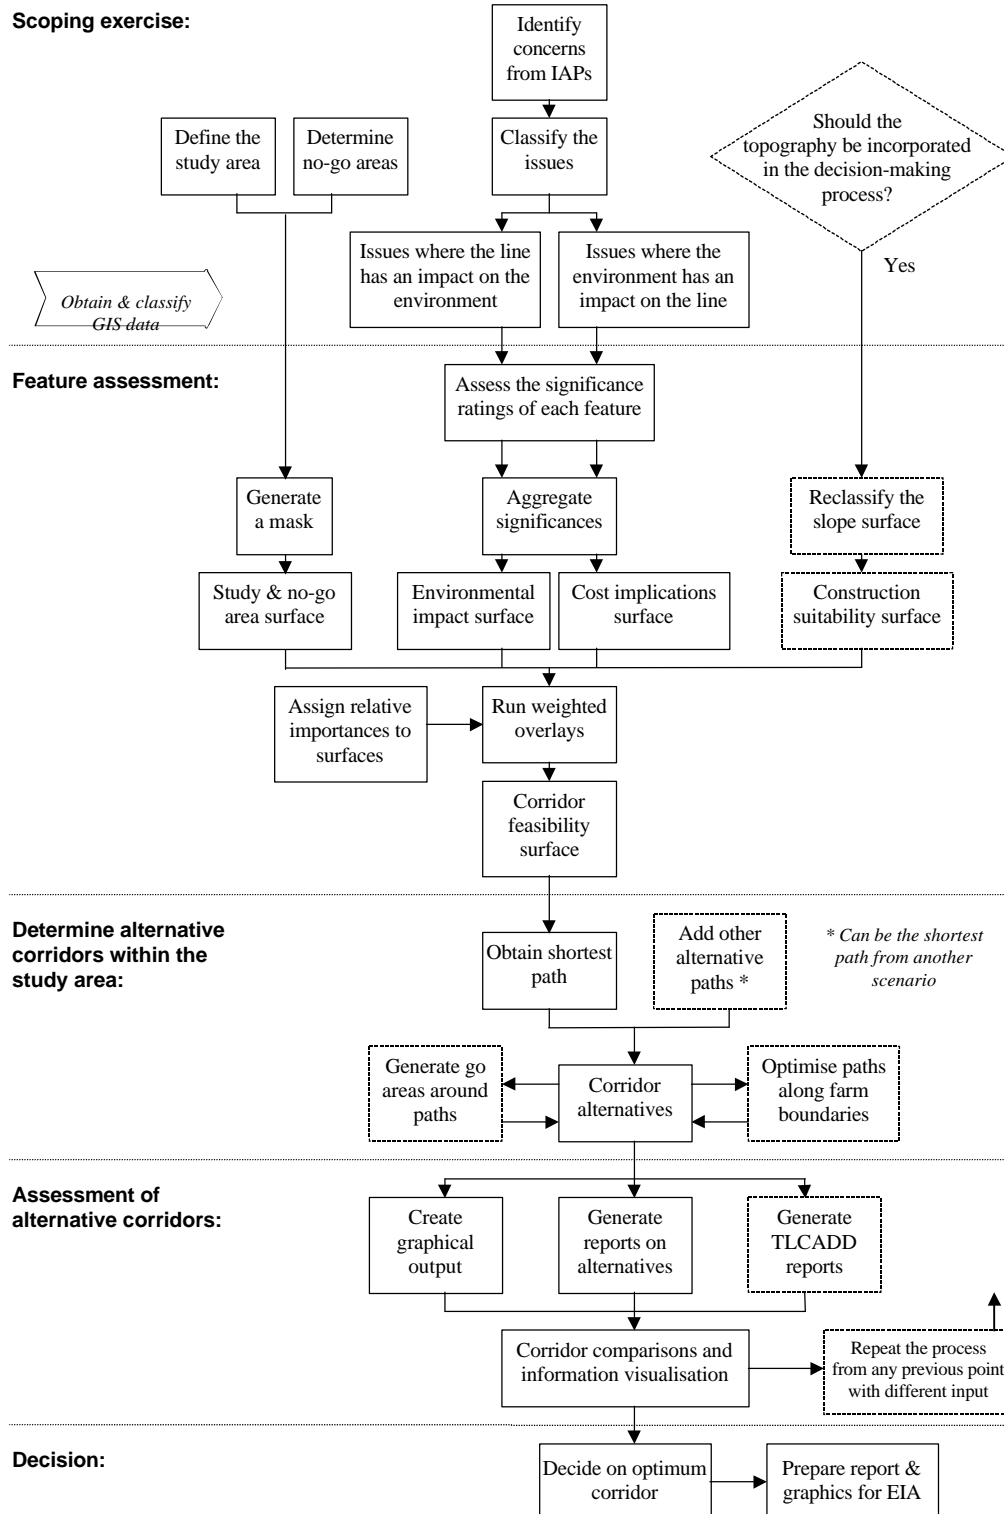 Scoping exercise:
Identify
concerns
from IAPs
Define the
study area
Determine
no-go areas
Classify the
issues
Should the
topography be incorporated
in the decision-making
process?
Issues where the line
has an impact on the
environment
Issues where the
environment has an
impact on the line
Yes
Obtain & classify
GIS data
Feature assessment:
Assess the significance
ratings of each feature
Generate
a mask
Aggregate
significances
Reclassify the
slope surface
Study & no-go
area surface
Environmental
impact surface
Cost implications
surface
Construction
suitability surface
Assign relative
importances to
surfaces
Run weighted
overlays
Corridor
feasibility
surface
Determine alternative
corridors within the
study area:
Obtain shortest
path
Add other
alternative
paths *
* Can be the shortest
path from another
scenario
Generate go
areas around
paths
Corridor
alternatives
Optimise paths
along farm
boundaries
Assessment of
alternative corridors:
Create
graphical
output
Generate
reports on
alternatives
Generate
TLCADD
reports
Corridor comparisons and
information visualisation
Repeat the process
from any previous point
with different input
Decision:
Decide on optimum
corridor
Prepare report &
graphics for EIA